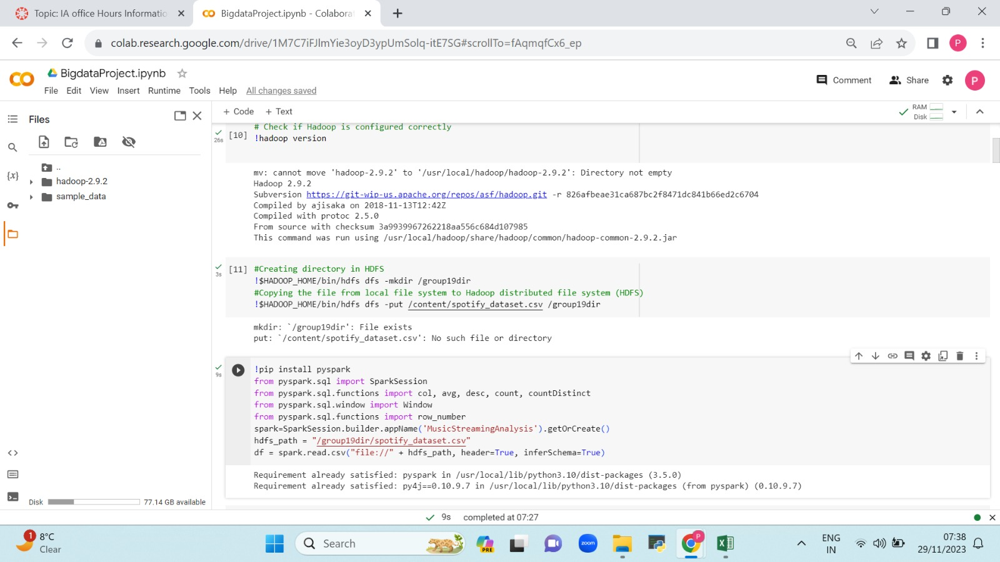 Topic: IA office Hours Informatio
BigdataProject.ipynb - Colaborat
colab.research.google.com/drive/1M7C7iFJlmYie3oyD3ypUmSolq-itE7SG#scrollTo=fAqmqfCx6_ep
P
BigdataProject.ipynb
Comment
Share
P
File Edit View Insert Runtime Tools Help All changes saved
Files
+ Code + Text
RAM
Disk
..
hadoop-2.9.2
sample_data
{x}
26s
[10]
# Check if Hadoop is configured correctly
!hadoop version
mv: cannot move 'hadoop-2.9.2' to '/usr/local/hadoop/hadoop-2.9.2': Directory not empty
Hadoop 2.9.2
Subversion https://git-wip-us.apache.org/repos/asf/hadoop.git -r 826afbeae31ca687bc2f8471dc841b66ed2c6704
Compiled by ajisaka on 2018-11-13T12:42Z
Compiled with protoc 2.5.0
From source with checksum 3a9939967262218aa556c684d107985
This command was run using /usr/local/hadoop/share/hadoop/common/hadoop-common-2.9.2.jar
3s
[11]
#Creating directory in HDFS
!$HADOOP_HOME/bin/hdfs dfs -mkdir /group19dir
#Copying the file from local file system to Hadoop distributed file system (HDFS)
!$HADOOP_HOME/bin/hdfs dfs -put /content/spotify_dataset.csv /group19dir
mkdir: `/group19dir': File exists
put: `/content/spotify_dataset.csv': No such file or directory
9s
!pip install pyspark
from pyspark.sql import SparkSession
from pyspark.sql.functions import col, avg, desc, count, countDistinct
from pyspark.sql.window import Window
from pyspark.sql.functions import row_number
spark=SparkSession.builder.appName('MusicStreamingAnalysis').getOrCreate()
hdfs_path = "/group19dir/spotify_dataset.csv"
df = spark.read.csv("file://" + hdfs_path, header=True, inferSchema=True)
Requirement already satisfied: pyspark in /usr/local/lib/python3.10/dist-packages (3.5.0)
Requirement already satisfied: py4j==0.10.9.7 in /usr/local/lib/python3.10/dist-packages (from pyspark) (0.10.9.7)
Disk 77.14 GB available
9s completed at 07:27
1
8°C
Clear
Search
PRE
zoom
P
ENG
IN
07:38
29/11/2023